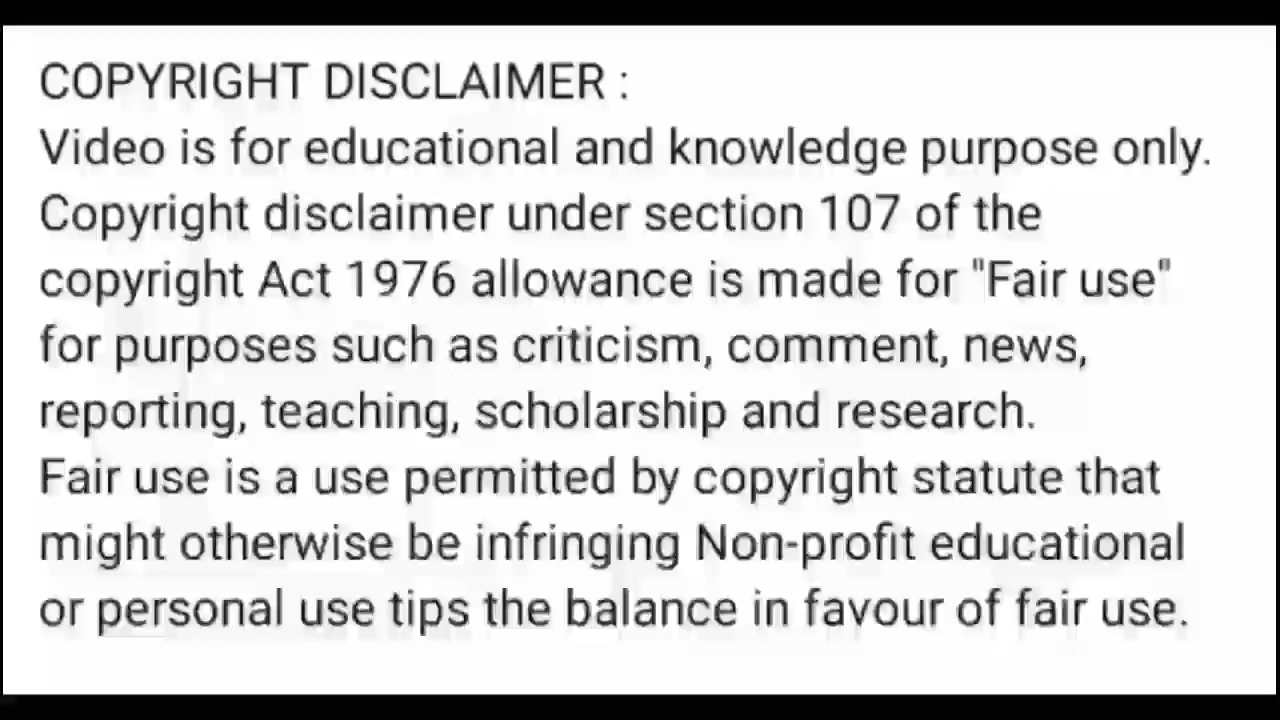 COPYRIGHT DISCLAIMER :
Video is for educational and knowledge purpose only.
Copyright disclaimer under section 107 of the
copyright Act 1976 allowance is made for "Fair use"
for purposes such as criticism, comment, news,
reporting, teaching, scholarship and research.
Fair use is a use permitted by copyright statute that
might otherwise be infringing Non-profit educational
or personal use tips the balance in favour of fair use.